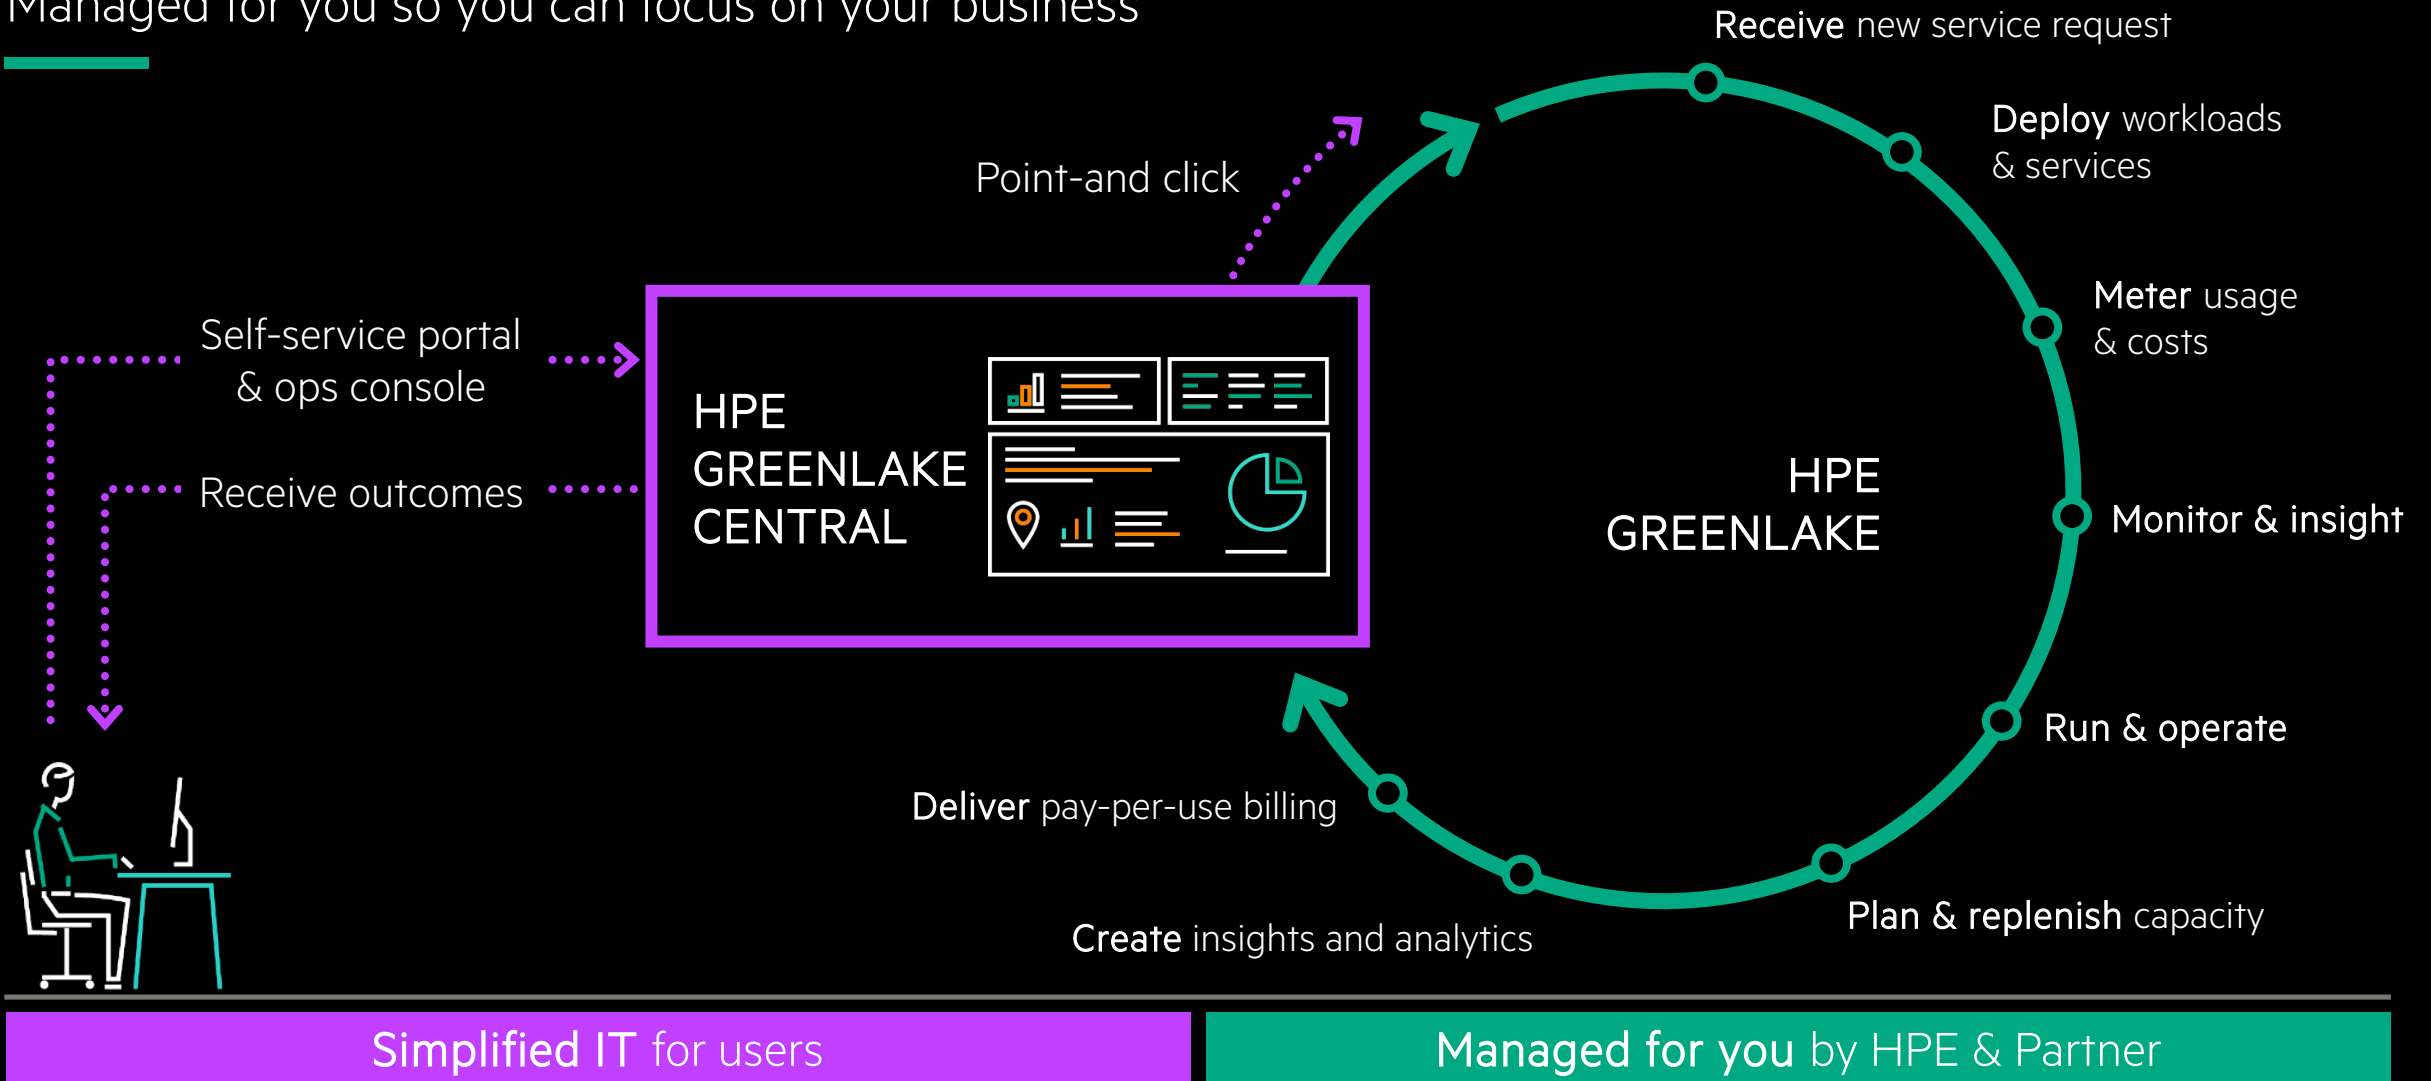 Managed for you so you can focus on your business
Receive new service request
Deploy workloads
& services
Point-and click
Meter usage
& costs
Self-service portal
& ops console
Receive outcomes
HPE
GREENLAKE
CENTRAL
HPE
GREENLAKE
Monitor & insight
Run & operate
Deliver pay-per-use billing
Plan & replenish capacity
Create insights and analytics
Simplified IT for users
Managed for you by HPE & Partner